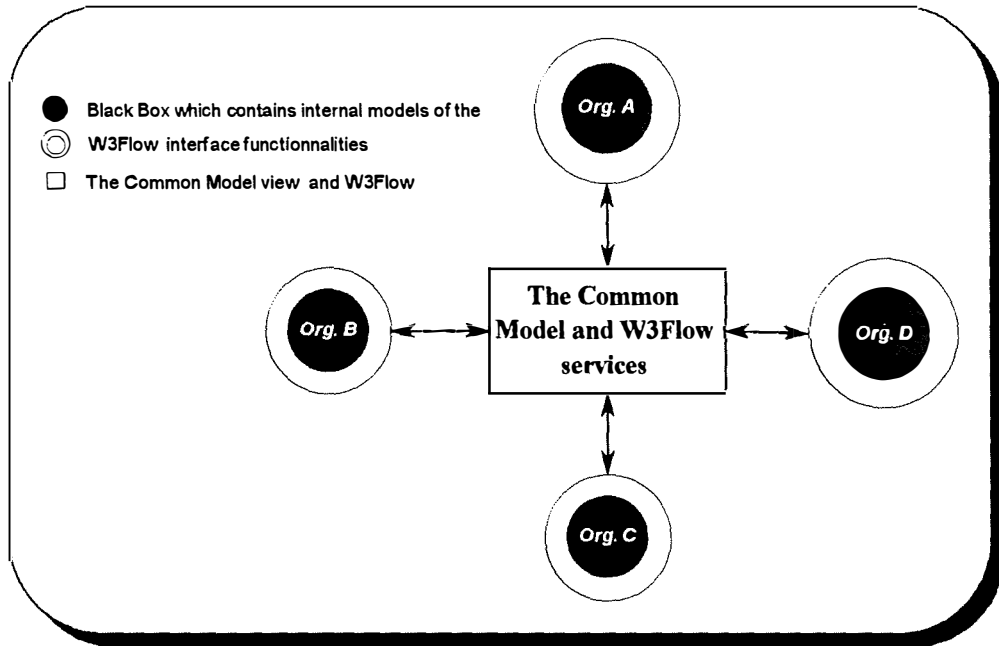 Org. A
Black Box which contains internal models of the
W3Flow interface functionnalities
The Common Model view and W3Flow
Org. B
The Common
Model and W3Flow
services
Org. D
Org. C